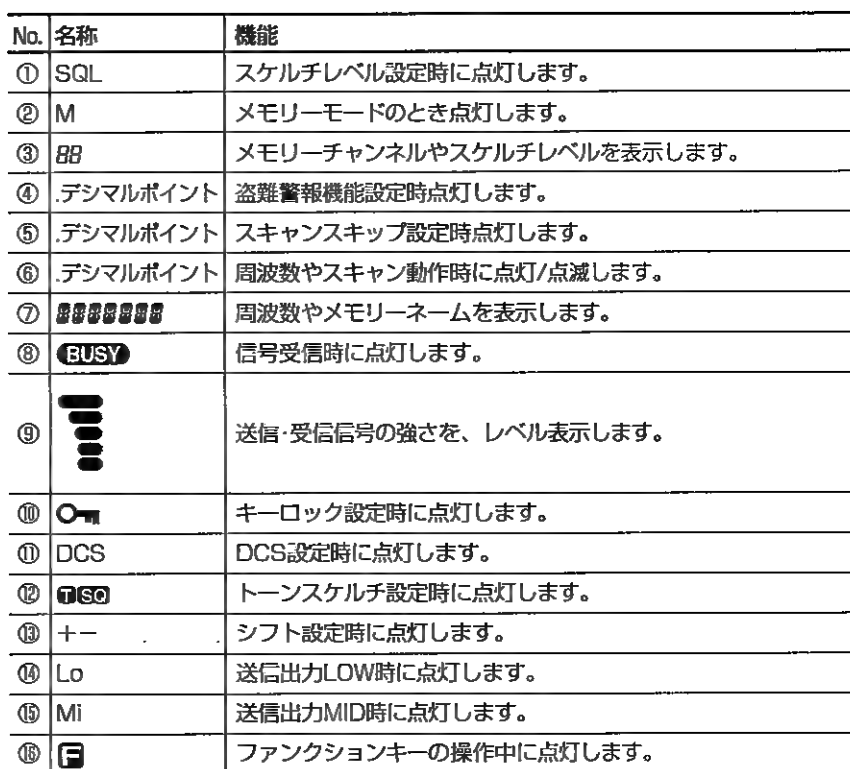 No. 名称 機能
① SQL スケルチレベル設定時に点灯します。
② M メモリーモードのとき点灯します。
③ 88 メモリーチャンネルやスケルチレベルを表示します。
④ .デシマルポイント 盗難警報機能設定時点灯します。
⑤ .デシマルポイント スキャンスキップ設定時点灯します。
⑥ .デシマルポイント 周波数やスキャン動作時に点灯/点滅します。
⑦ 8888888 周波数やメモリーネームを表示します。
⑧ BUSY 信号受信時に点灯します。
⑨ 送信·受信信号の強さを、レベル表示します。
⑩ キーロック設定時に点灯します。
⑪ DCS DCS設定時に点灯します。
⑫ T SQ トーンスケルチ設定時に点灯します。
⑬ +− シフト設定時に点灯します。
⑭ Lo 送信出力LOW時に点灯します。
⑮ Mi 送信出力MID時に点灯します。
⑯ F ファンクションキーの操作中に点灯します。